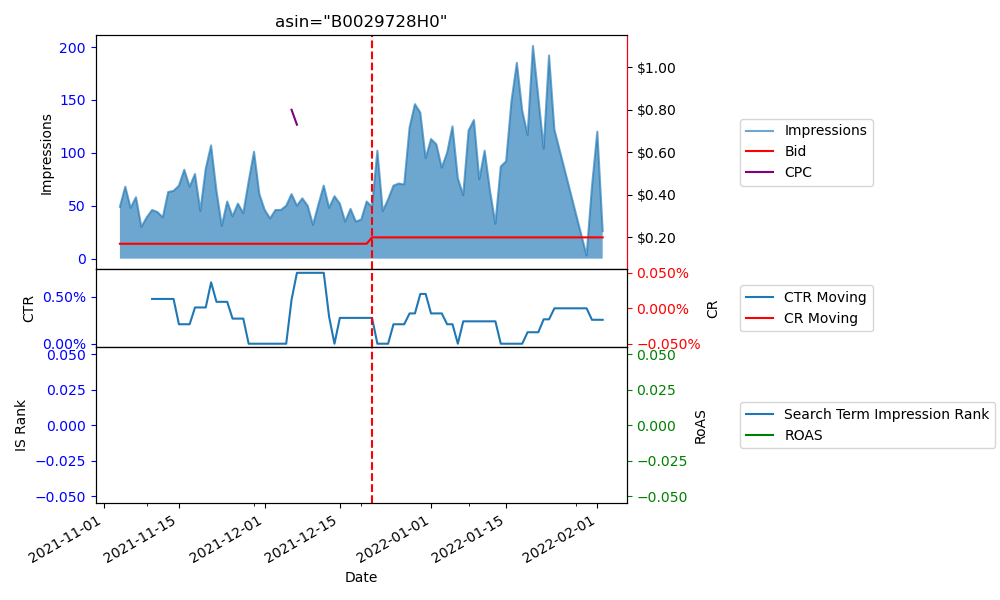 asin="B0029728H0"
200
150
100
50
0
Impressions
$1.00
$0.80
$0.60
$0.40
$0.20
Impressions
Bid
CPC
0.50%
0.00%
CTR
0.050%
0.000%
−0.050%
CR
CTR Moving
CR Moving
0.050
0.025
0.000
−0.025
−0.050
IS Rank
0.050
0.025
0.000
−0.025
−0.050
RoAS
Search Term Impression Rank
ROAS
2021-11-01
2021-11-15
2021-12-01
2021-12-15
2022-01-01
2022-01-15
2022-02-01
Date